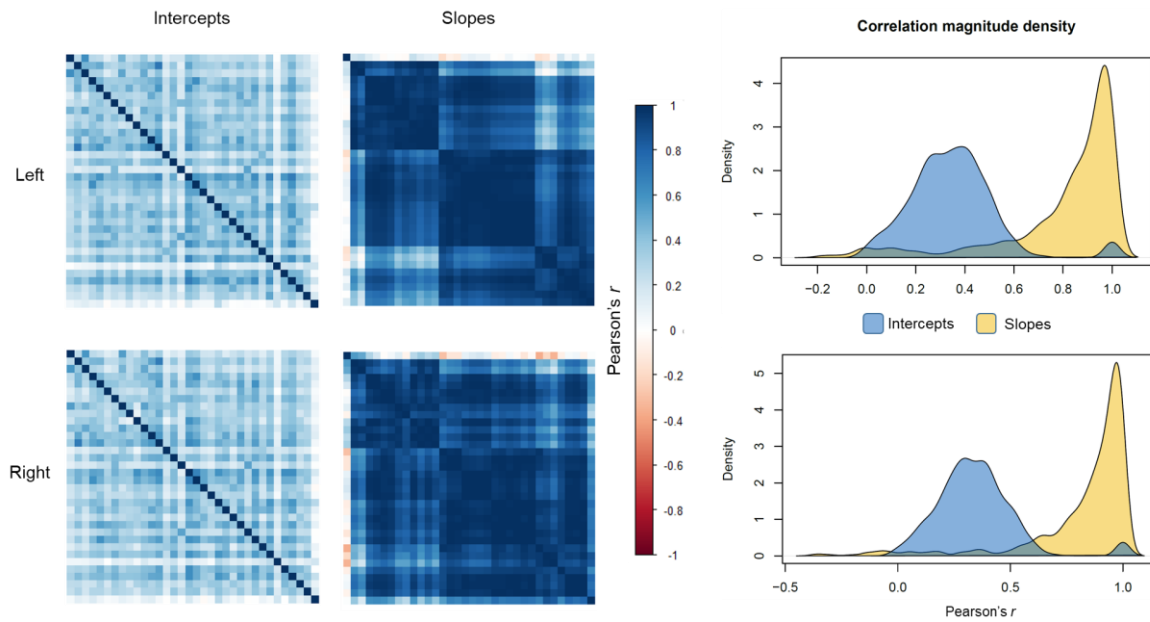 Intercepts
Slopes
Correlation magnitude density
Left
Right
1
0.8
0.6
0.4
0.2
0
-0.2
-0.4
-0.6
-0.8
-1
Pearson's r
Density
4
3
2
1
0
−0.2 0.0 0.2 0.4 0.6 0.8 1.0
Intercepts Slopes
Density
5
4
3
2
1
0
−0.5 0.0 0.5 1.0
Pearson's r